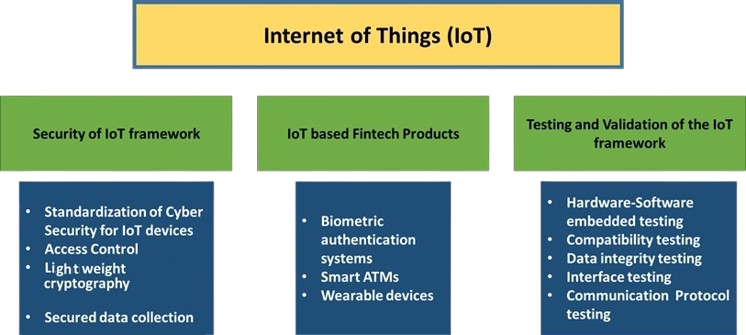 Internet of Things (IoT)
Security of IoT framework
IoT based Fintech Products
Testing and Validation of the IoT
framework
• Standardization of Cyber
Security for IoT devices
• Access Control
• Light weight
cryptography
• Secured data collection
• Biometric
authentication
systems
• Smart ATMs
• Wearable devices
• Hardware-Software
embedded testing
• Compatibility testing
• Data integrity testing
• Interface testing
• Communication Protocol
testing